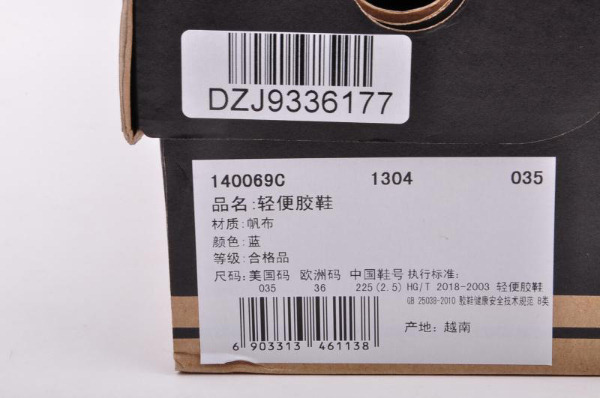 DZJ9336177
140069C 1304 035
品名:轻便胶鞋
材质:帆布
颜色:蓝
等级:合格品
尺码:美国码 欧洲码 中国鞋号 执行标准:
035 36 225(2.5) HG/T 2018-2003 轻便胶鞋
GB 25038-2010 胶鞋健康安全技术规范 B类
产地:越南
6 903313 461138